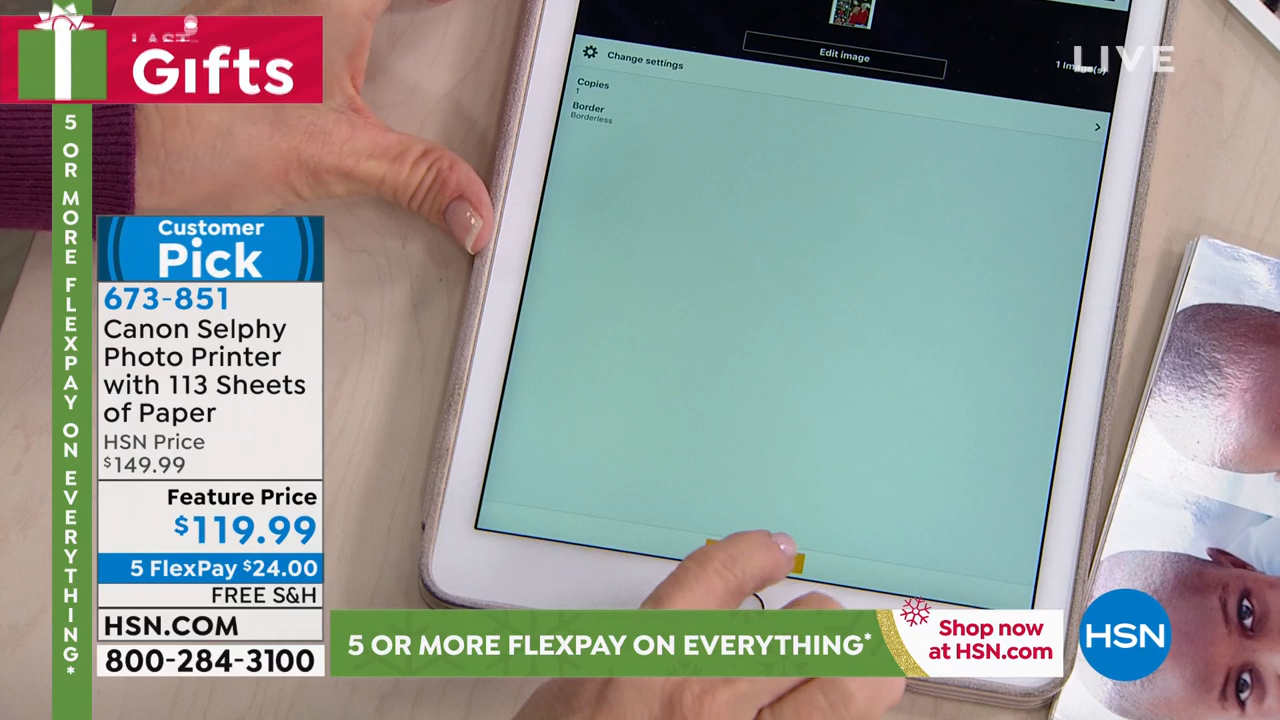 LAST
Gifts
5 OR MORE FLEXPAY ON EVERYTHING*
Customer
Pick
673-851
Canon Selphy
Photo Printer
with 113 Sheets
of Paper
HSN Price
$149.99
Feature Price
$119.99
5 FlexPay $24.00
FREE S&H
HSN.COM
800-284-3100
Edit image
1 Image(s)
LIVE
Change settings
Copies
1
Border
Borderless
5 OR MORE FLEXPAY ON EVERYTHING*
Shop now
at HSN.com
HSN